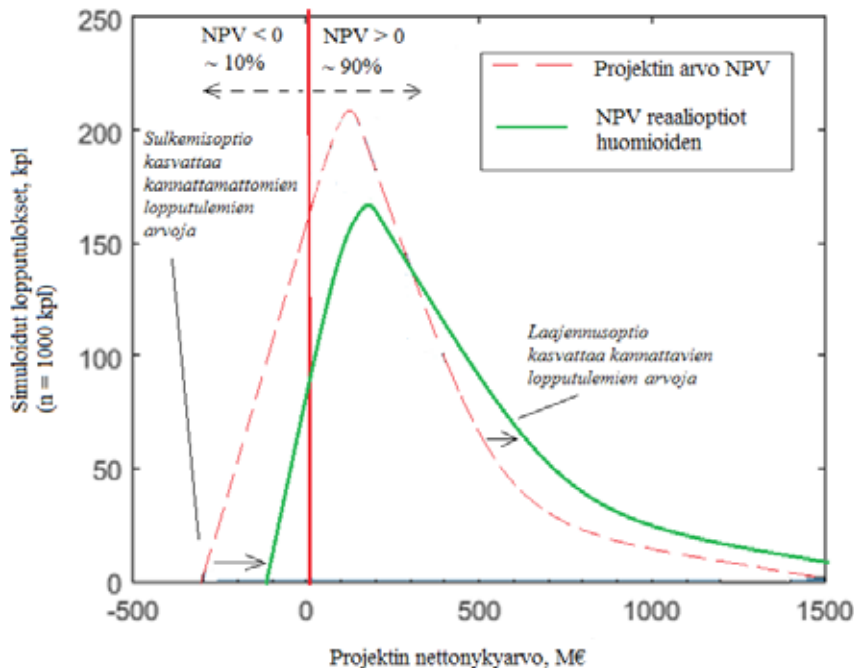 250
200
150
100
50
0
-500
0
500
1000
1500
Simuloidut lopputulokset, kpl
(n = 1000 kpl)
Projektin nettonykyarvo, M€
NPV < 0
~ 10%
NPV > 0
~ 90%
Projektin arvo NPV
NPV reaalioptiot
huomioiden
Sulkemisoptio
kasvattaa
kannattamattomien
lopputulemien
arvoja
Laajennusoptio
kasvattaa kannattavien
lopputulemien arvoja